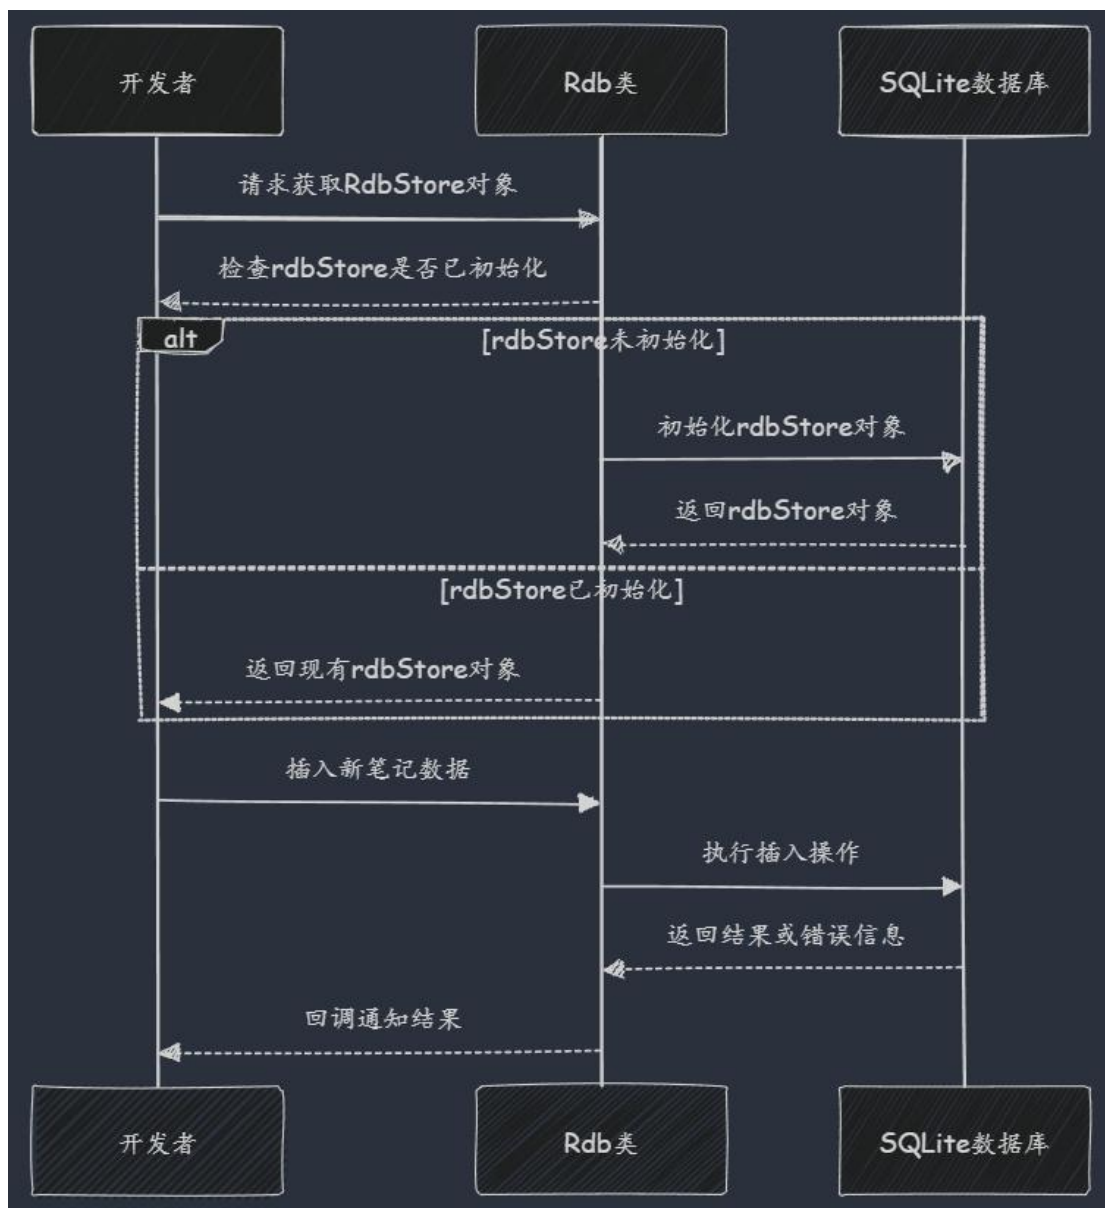 开发者
Rdb类
SQLite数据库
请求获取RdbStore对象
检查rdbStore是否已初始化
alt
[rdbStore未初始化]
初始化rdbStore对象
返回rdbStore对象
[rdbStore已初始化]
返回现有rdbStore对象
插入新笔记数据
执行插入操作
返回结果或错误信息
回调通知结果
开发者
Rdb类
SQLite数据库